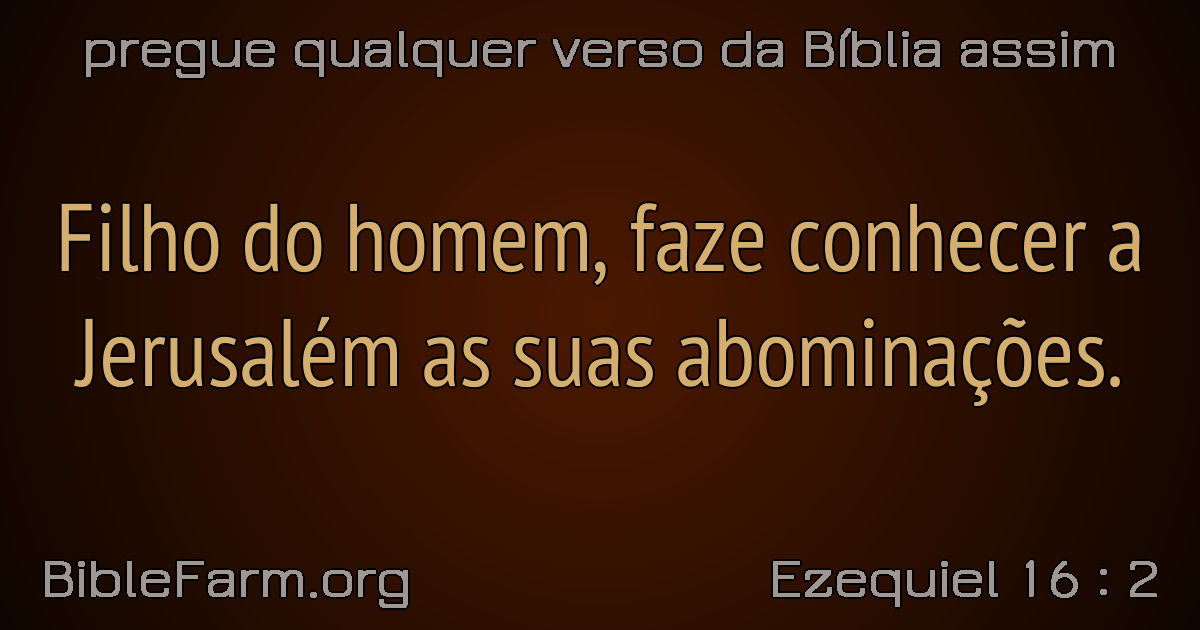 pregue qualquer verso da Bíblia assim
Filho do homem, faze conhecer a
Jerusalém as suas abominações.
BibleFarm.org
Ezequiel 16 : 2